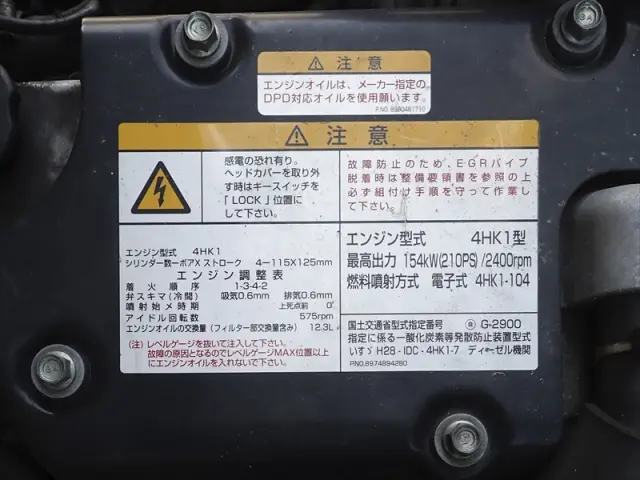 ⚠ 注意
エンジンオイルは、メーカー指定の
DPD対応オイルを使用願います。
P.NO.8980481710
⚠ 注意
感電の恐れ有り。
ヘッドカバーを取り外
す時はキースイッチを
「LOCK」位置に
して下さい。
故障防止のため、EGRパイプ
脱着時は整備要領書を参照の上
必ず組付け手順を守って作業し
て下さい。
エンジン型式 4HK1
シリンダー数ーボアX ストローク 4－115X125mm
エンジン調整表
着火順序 1-3-4-2
弁スキマ(冷間) 吸気0.6mm 排気0.6mm
噴射始メ時期 上死点前 0°
アイドル回転数 575rpm
エンジンオイルの交換量(フィルター部交換量含み) 12.3L
(注) レベルゲージを抜いて注入して下さい。
故障の原因となるのでレベルゲージMAX位置以上
にエンジンオイルを入れないで下さい。
エンジン型式 4HK1型
最高出力 154kW(210PS)/2400rpm
燃料噴射方式 電子式 4HK1-104
国土交通省型式指定番号 G-2900
指定に係る一酸化炭素等発散防止装置型式
いすゞ H28-IDC-4HK1-7 ディーゼル機関
P.NO.8974894280